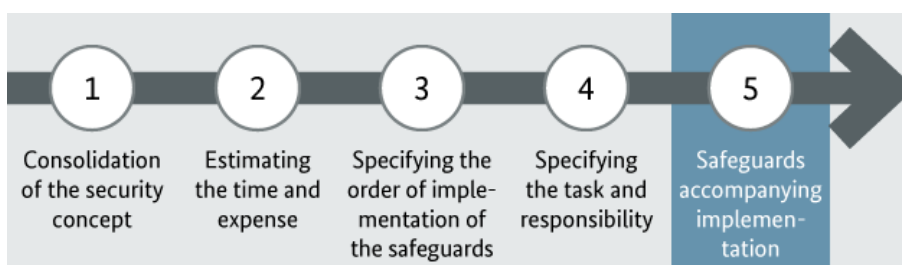 1
Consolidation
of the security
concept
2
Estimating
the time and
expense
3
Specifying the
order of imple-
mentation of
the safeguards
4
Specifying
the task and
responsibility
5
Safeguards
accompanying
implemen-
tation